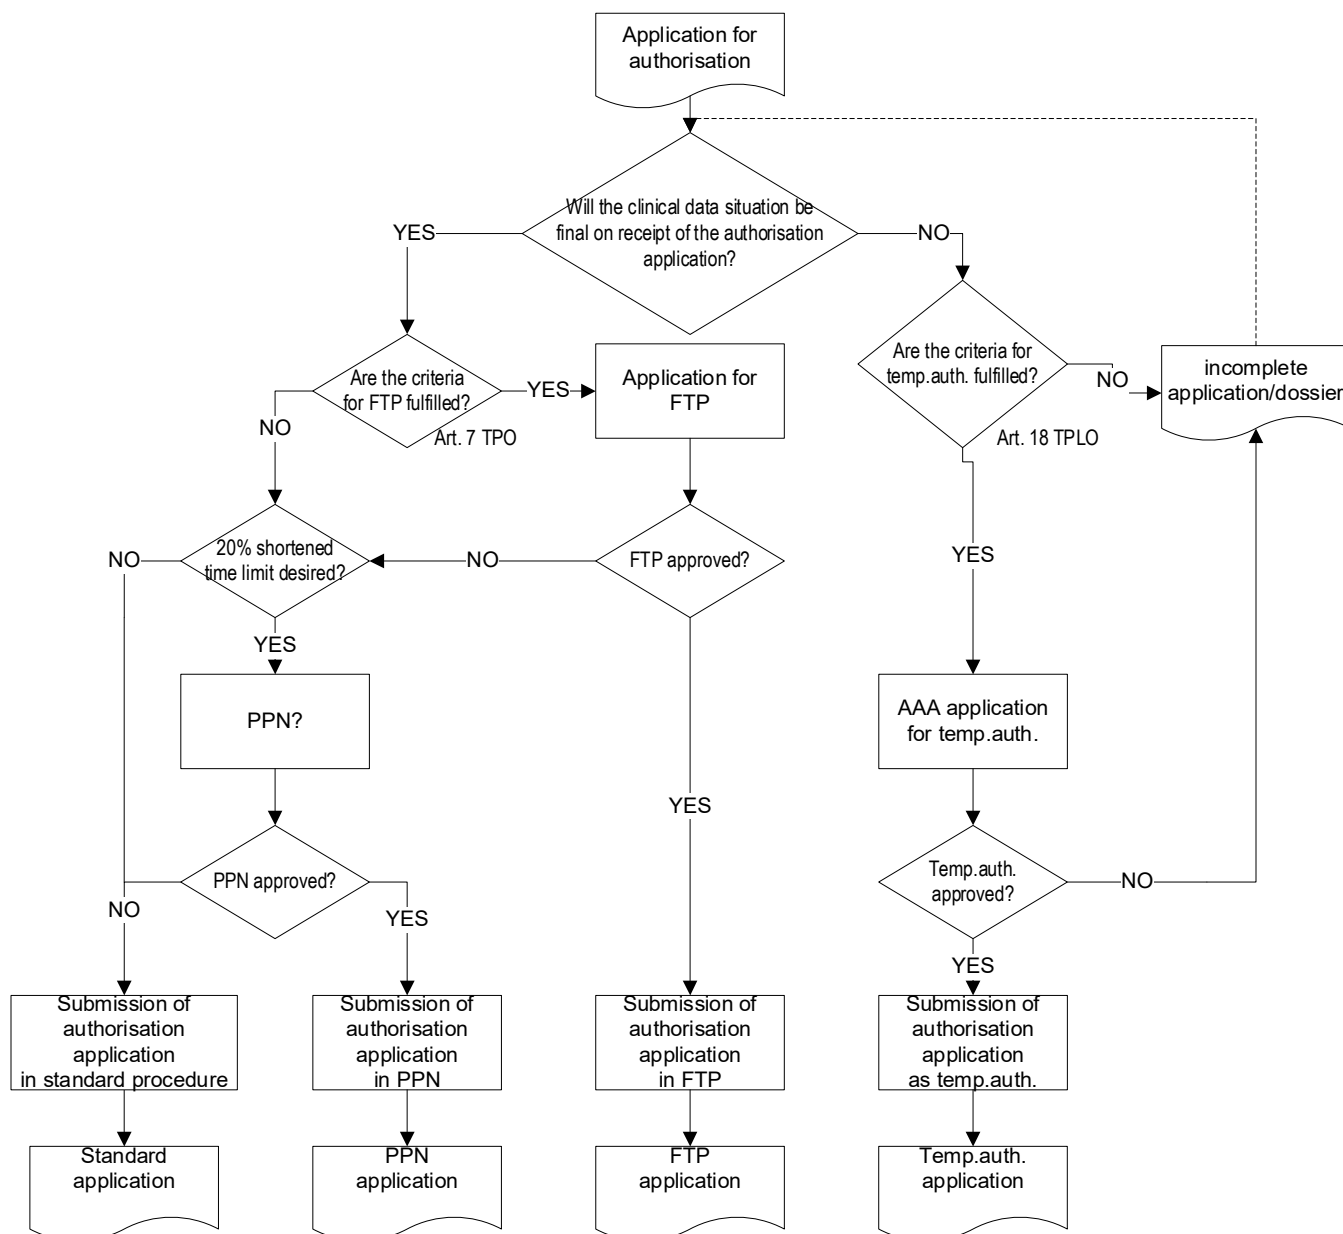 Application for
authorisation
Will the clinical data situation be
final on receipt of the authorisation
application?
YES
NO
Are the criteria
for FTP fulfilled?
Art. 7 TPO
YES
NO
Application for
FTP
Are the criteria for
temp.auth. fulfilled?
Art. 18 TPLO
NO
incomplete
application/dossier
YES
20% shortened
time limit desired?
NO
YES
FTP approved?
NO
YES
PPN?
AAA application
for temp.auth.
PPN approved?
NO
YES
Temp.auth.
approved?
NO
YES
Submission of
authorisation
application
in standard procedure
Submission of
authorisation
application
in PPN
Submission of
authorisation
application
in FTP
Submission of
authorisation
application
as temp.auth.
Standard
application
PPN
application
FTP
Application
Temp.auth.
application